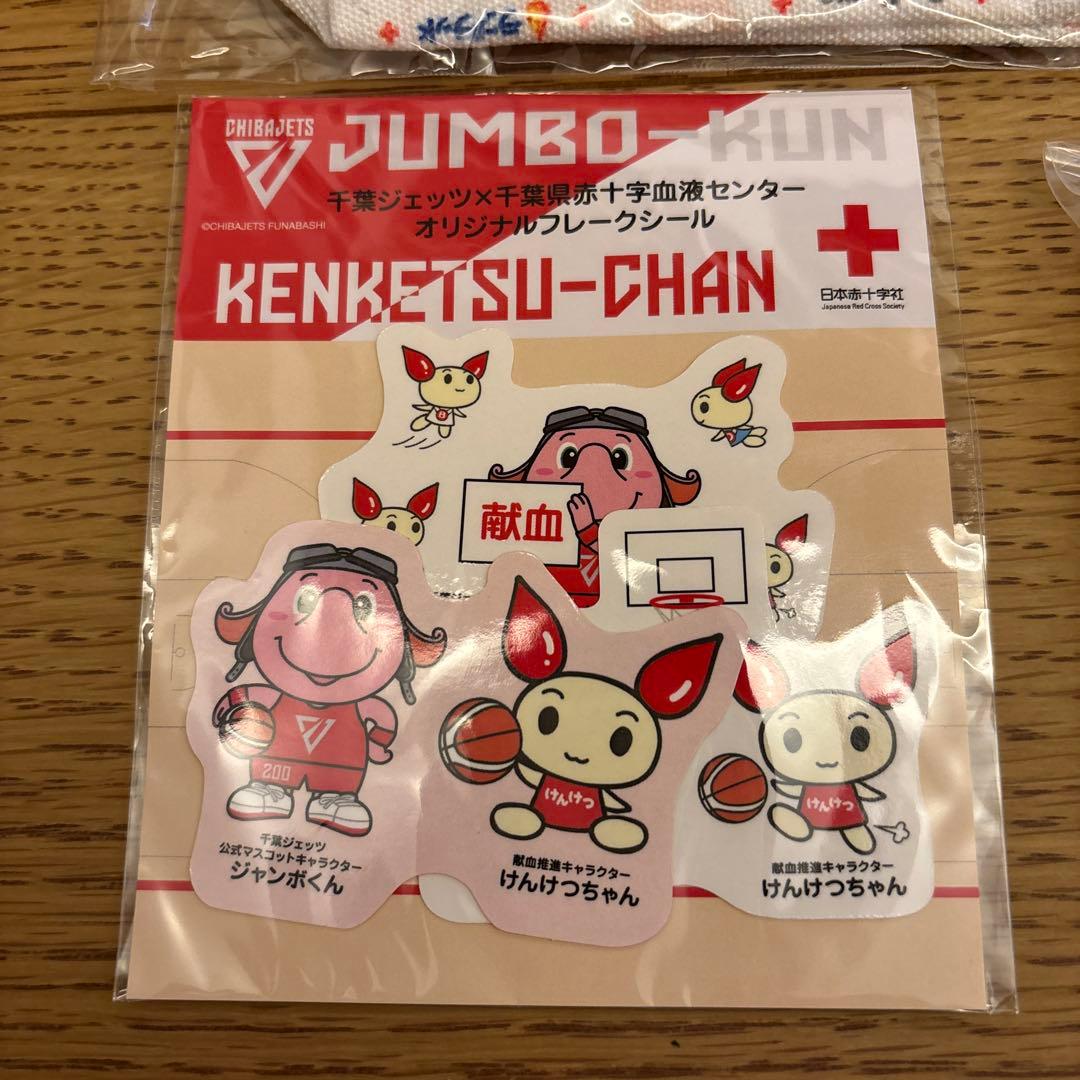 ラブラッド
CHIBAJETS
JUMBO-KUN
千葉ジェッツ×千葉県赤十字血液センター
オリジナルフレークシール
©CHIBAJETS FUNABASHI
KENKETSU-CHAN
日本赤十字社
Japanese Red Cross Society
献血
200
けんけつ
けんけつ
千葉ジェッツ
公式マスコットキャラクター
ジャンボくん
献血推進キャラクター
けんけつちゃん
献血推進キャラクター
けんけつちゃん